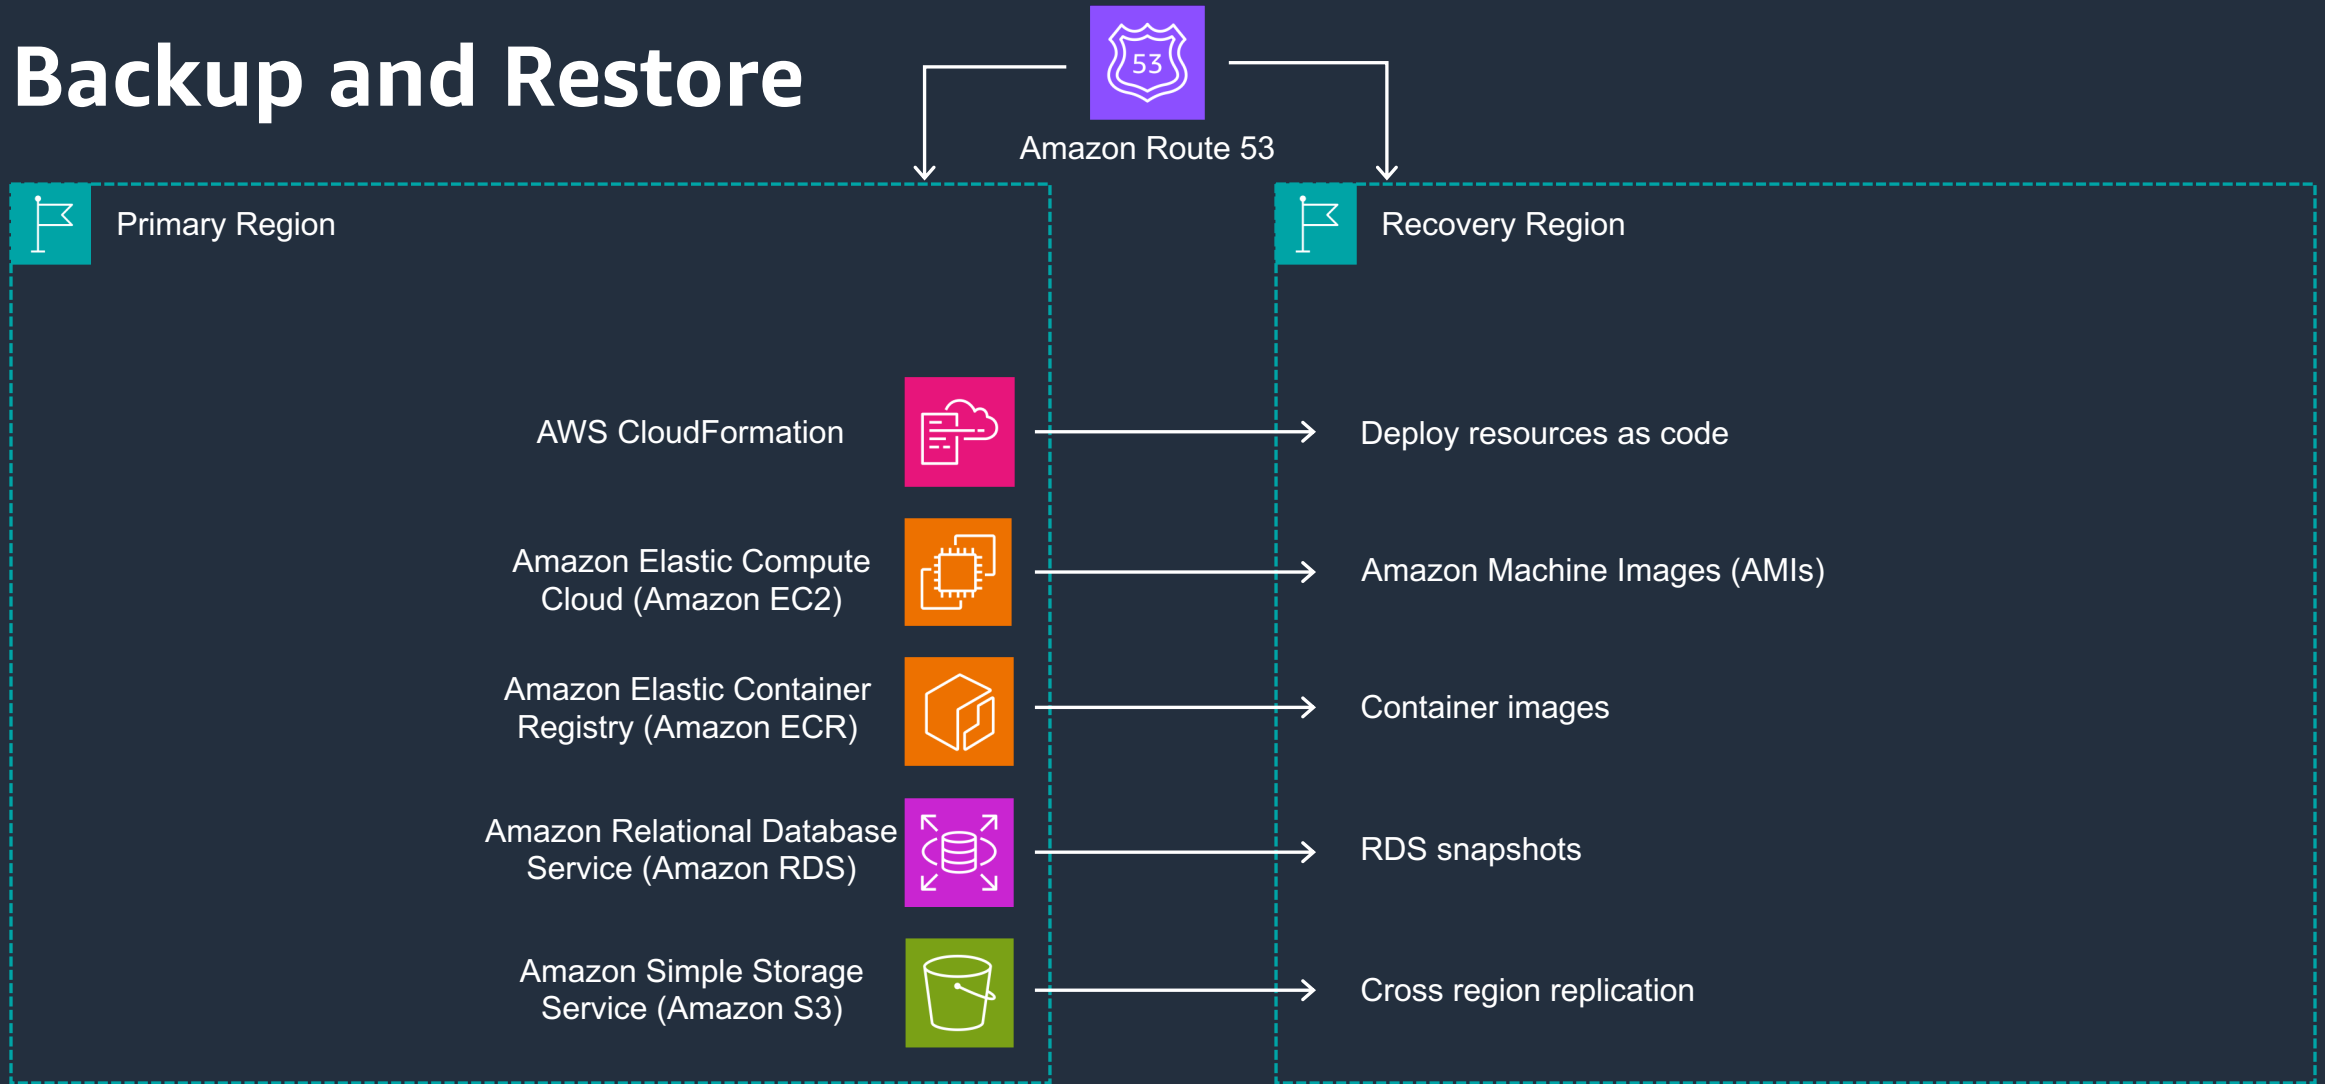 Backup and Restore
53
Amazon Route 53
Primary Region
Recovery Region
AWS CloudFormation
Deploy resources as code
Amazon Elastic Compute
Cloud (Amazon EC2)
Amazon Machine Images (AMIs)
Amazon Elastic Container
Registry (Amazon ECR)
Container images
Amazon Relational Database
Service (Amazon RDS)
RDS snapshots
Amazon Simple Storage
Service (Amazon S3)
Cross region replication